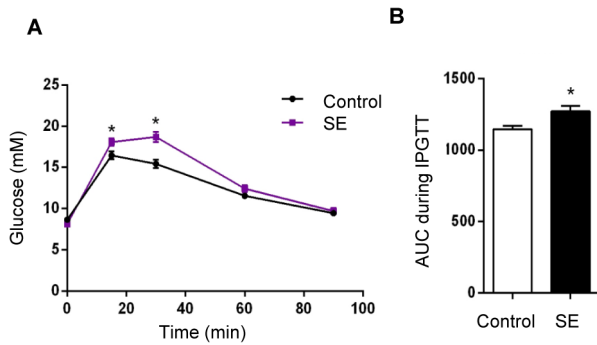 A
Glucose (mM)
25
20
15
10
5
0
* *
Control
SE
0 20 40 60 80 100
Time (min)
B
AUC during IPGTT
1500
1000
500
0
*
Control SE